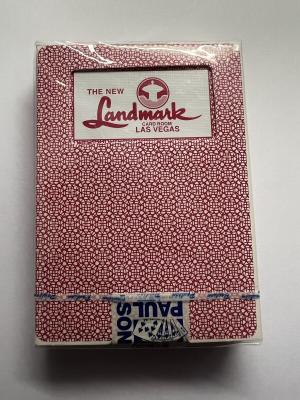 THE NEW
Landmark
CARD ROOM
LAS VEGAS
PAUL
SON